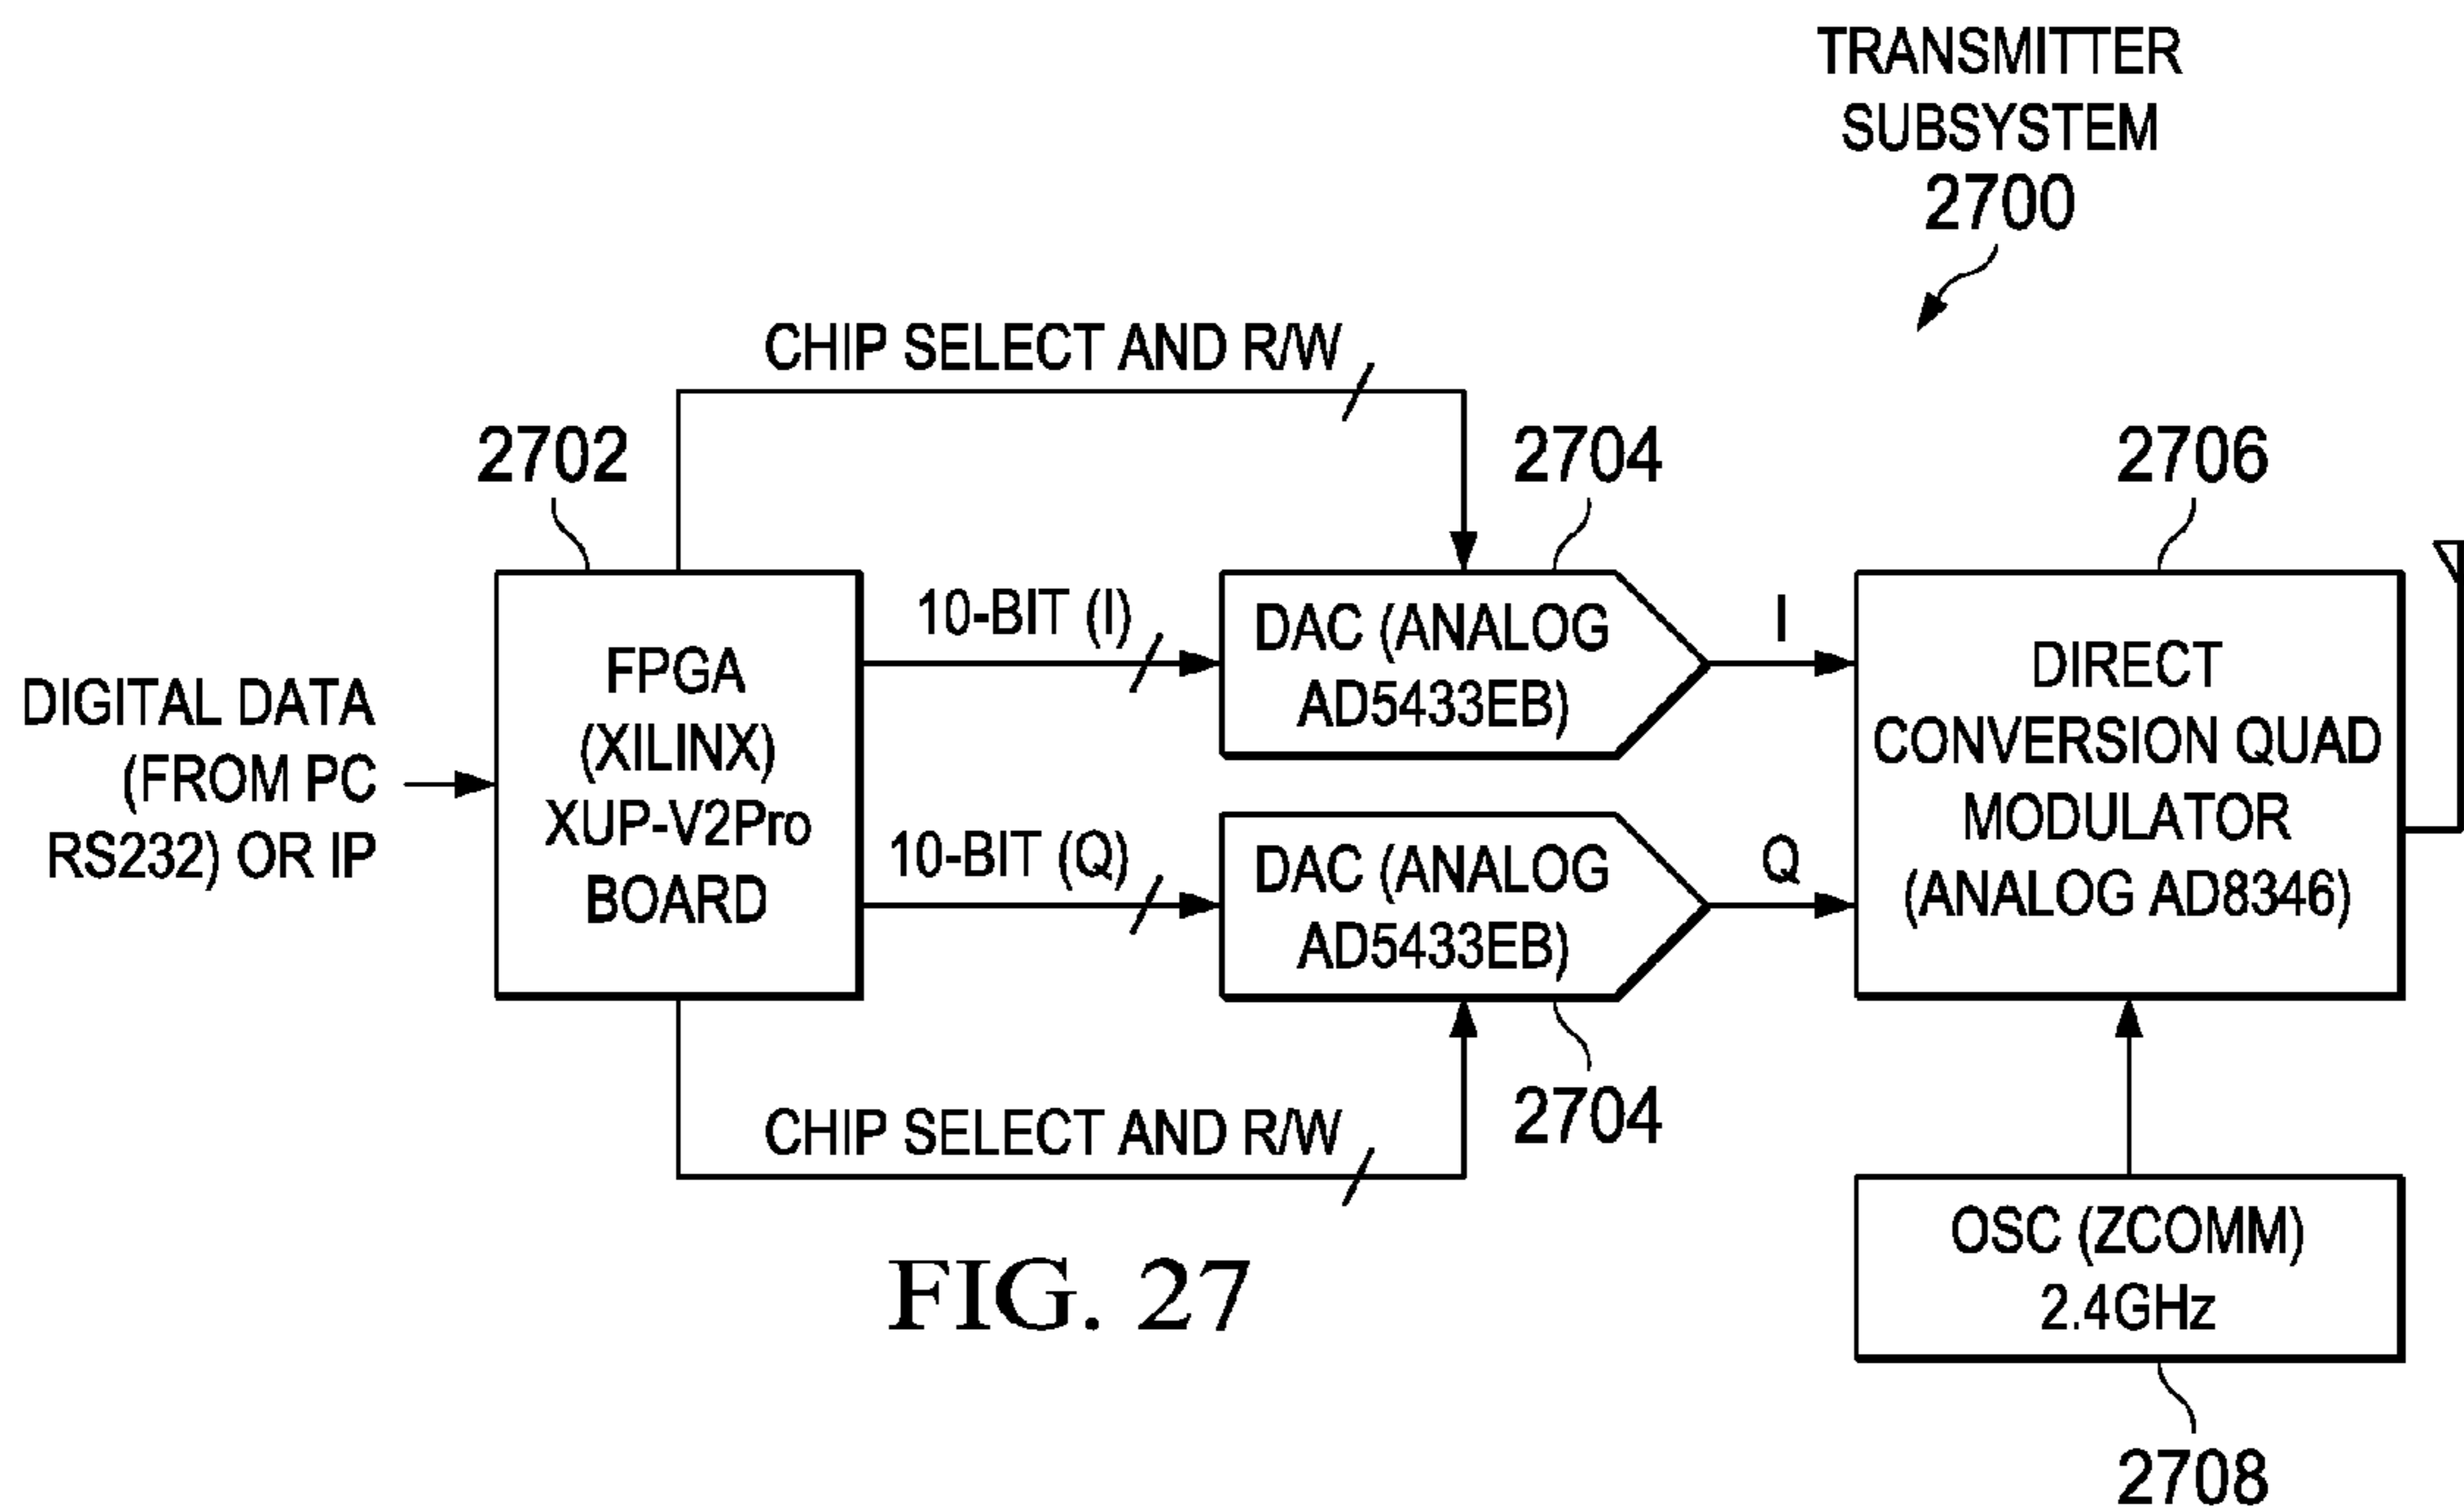 TRANSMITTER
SUBSYSTEM
2700
CHIP SELECT AND R/W
2702
2704
2706
10-BIT (I)
DAC (ANALOG
AD5433EB)
I
FPGA
(XILINX)
XUP-V2Pro
BOARD
DIGITAL DATA
(FROM PC
RS232) OR IP
DIRECT
CONVERSION QUAD
MODULATOR
(ANALOG AD8346)
10-BIT (Q)
DAC (ANALOG
AD5433EB)
Q
2704
CHIP SELECT AND R/W
OSC (ZCOMM)
2.4GHz
2708
FIG. 27